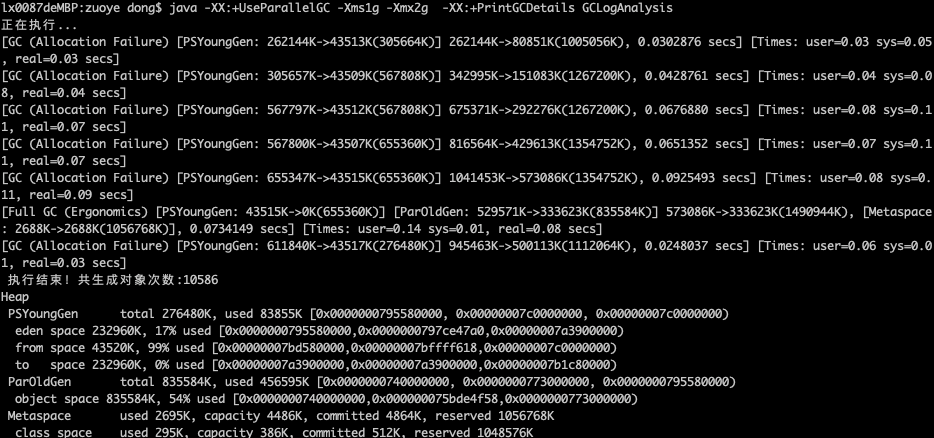 lx0087deMBP:zuoye dong$ java -XX:+UseParallelGC -Xms1g -Xmx2g  -XX:+PrintGCDetails GCLogAnalysis
正在执行...
[GC (Allocation Failure) [PSYoungGen: 262144K->43513K(305664K)] 262144K->80851K(1005056K), 0.0302876 secs] [Times: user=0.03 sys=0.05
, real=0.03 secs]
[GC (Allocation Failure) [PSYoungGen: 305657K->43509K(567808K)] 342995K->151083K(1267200K), 0.0428761 secs] [Times: user=0.04 sys=0.0
8, real=0.04 secs]
[GC (Allocation Failure) [PSYoungGen: 567797K->43512K(567808K)] 675371K->292276K(1267200K), 0.0676880 secs] [Times: user=0.08 sys=0.1
1, real=0.07 secs]
[GC (Allocation Failure) [PSYoungGen: 567800K->43507K(655360K)] 816564K->429613K(1354752K), 0.0651352 secs] [Times: user=0.07 sys=0.1
1, real=0.07 secs]
[GC (Allocation Failure) [PSYoungGen: 655347K->43515K(655360K)] 1041453K->573086K(1354752K), 0.0925493 secs] [Times: user=0.08 sys=0.
11, real=0.09 secs]
[Full GC (Ergonomics) [PSYoungGen: 43515K->0K(655360K)] [ParOldGen: 529571K->333623K(835584K)] 573086K->333623K(1490944K), [Metaspace
: 2688K->2688K(1056768K)], 0.0734149 secs] [Times: user=0.14 sys=0.01, real=0.08 secs]
[GC (Allocation Failure) [PSYoungGen: 611840K->43517K(276480K)] 945463K->500113K(1112064K), 0.0248037 secs] [Times: user=0.06 sys=0.0
1, real=0.03 secs]
 执行结束! 共生成对象次数:10586
Heap
 PSYoungGen      total 276480K, used 83855K [0x0000000795580000, 0x00000007c0000000, 0x00000007c0000000)
  eden space 232960K, 17% used [0x0000000795580000,0x0000000797ce47a0,0x00000007a3900000)
  from space 43520K, 99% used [0x00000007bd580000,0x00000007bffff618,0x00000007c0000000)
  to   space 232960K, 0% used [0x00000007a3900000,0x00000007a3900000,0x00000007b1c80000)
 ParOldGen       total 835584K, used 456595K [0x0000000740000000, 0x0000000773000000, 0x0000000795580000)
  object space 835584K, 54% used [0x0000000740000000,0x000000075bde4f58,0x0000000773000000)
 Metaspace       used 2695K, capacity 4486K, committed 4864K, reserved 1056768K
  class space    used 295K, capacity 386K, committed 512K, reserved 1048576K